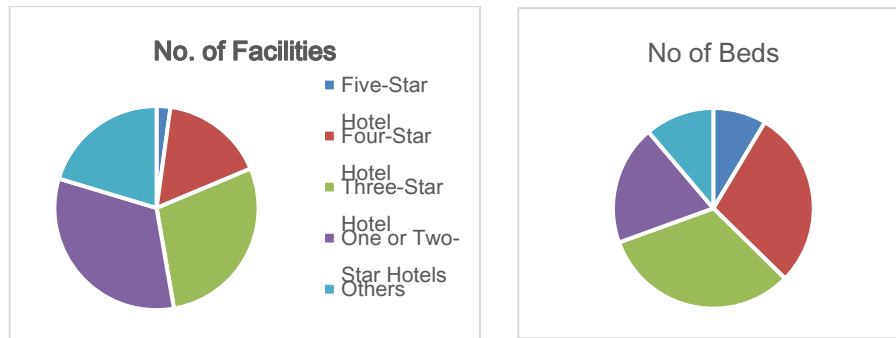 No. of Facilities
Five-Star
Hotel
Four-Star
Hotel
Three-Star
Hotel
One or Two-
Star Hotels
Others
No of Beds